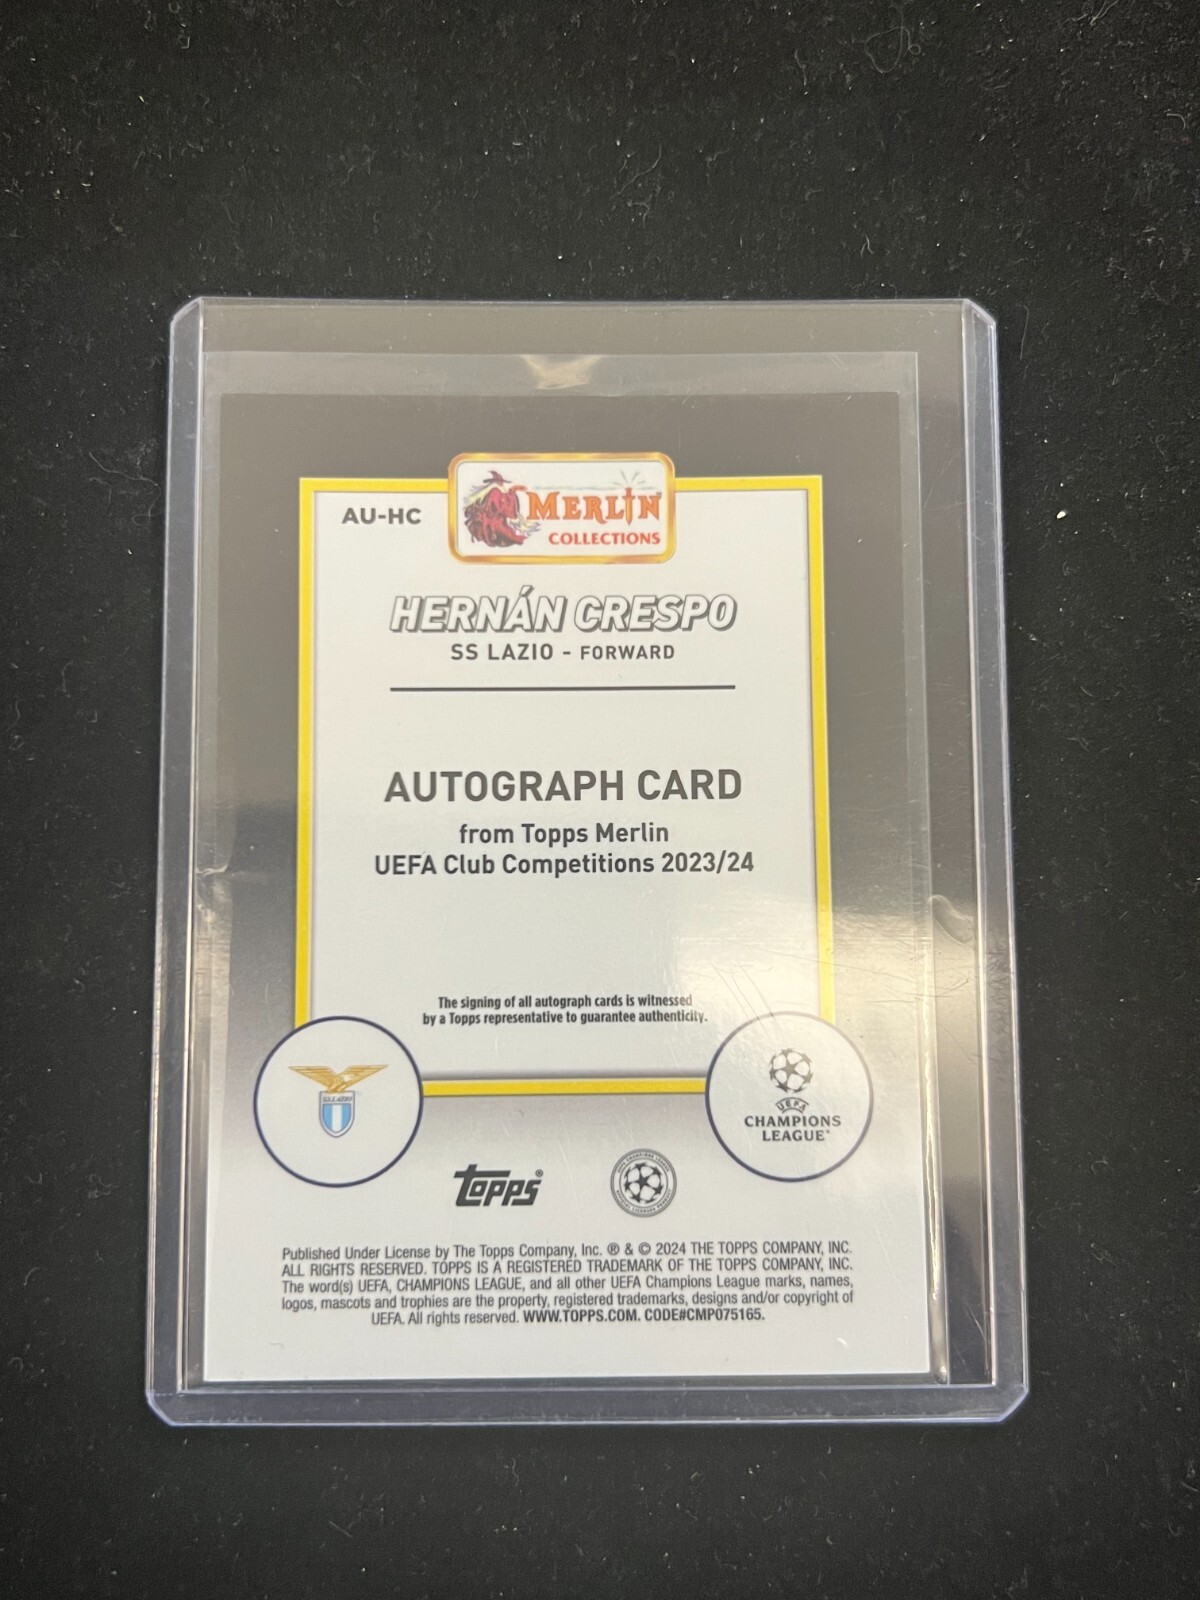 AU-HC
MERLIN
COLLECTIONS
HERNÁN CRESPO
SS LAZIO - FORWARD
AUTOGRAPH CARD
from Topps Merlin
UEFA Club Competitions 2023/24
The signing of all autograph cards is witnessed
by a Topps representative to guarantee authenticity.
S.S.LAZIO
UEFA
CHAMPIONS
LEAGUE®
Topps®
Published Under License by The Topps Company, Inc. ® & © 2024 THE TOPPS COMPANY, INC.
ALL RIGHTS RESERVED. TOPPS IS A REGISTERED TRADEMARK OF THE TOPPS COMPANY, INC.
The word(s) UEFA, CHAMPIONS LEAGUE, and all other UEFA Champions League marks, names,
logos, mascots and trophies are the property, registered trademarks, designs and/or copyright of
UEFA. All rights reserved. WWW.TOPPS.COM. CODE#CMP075165.